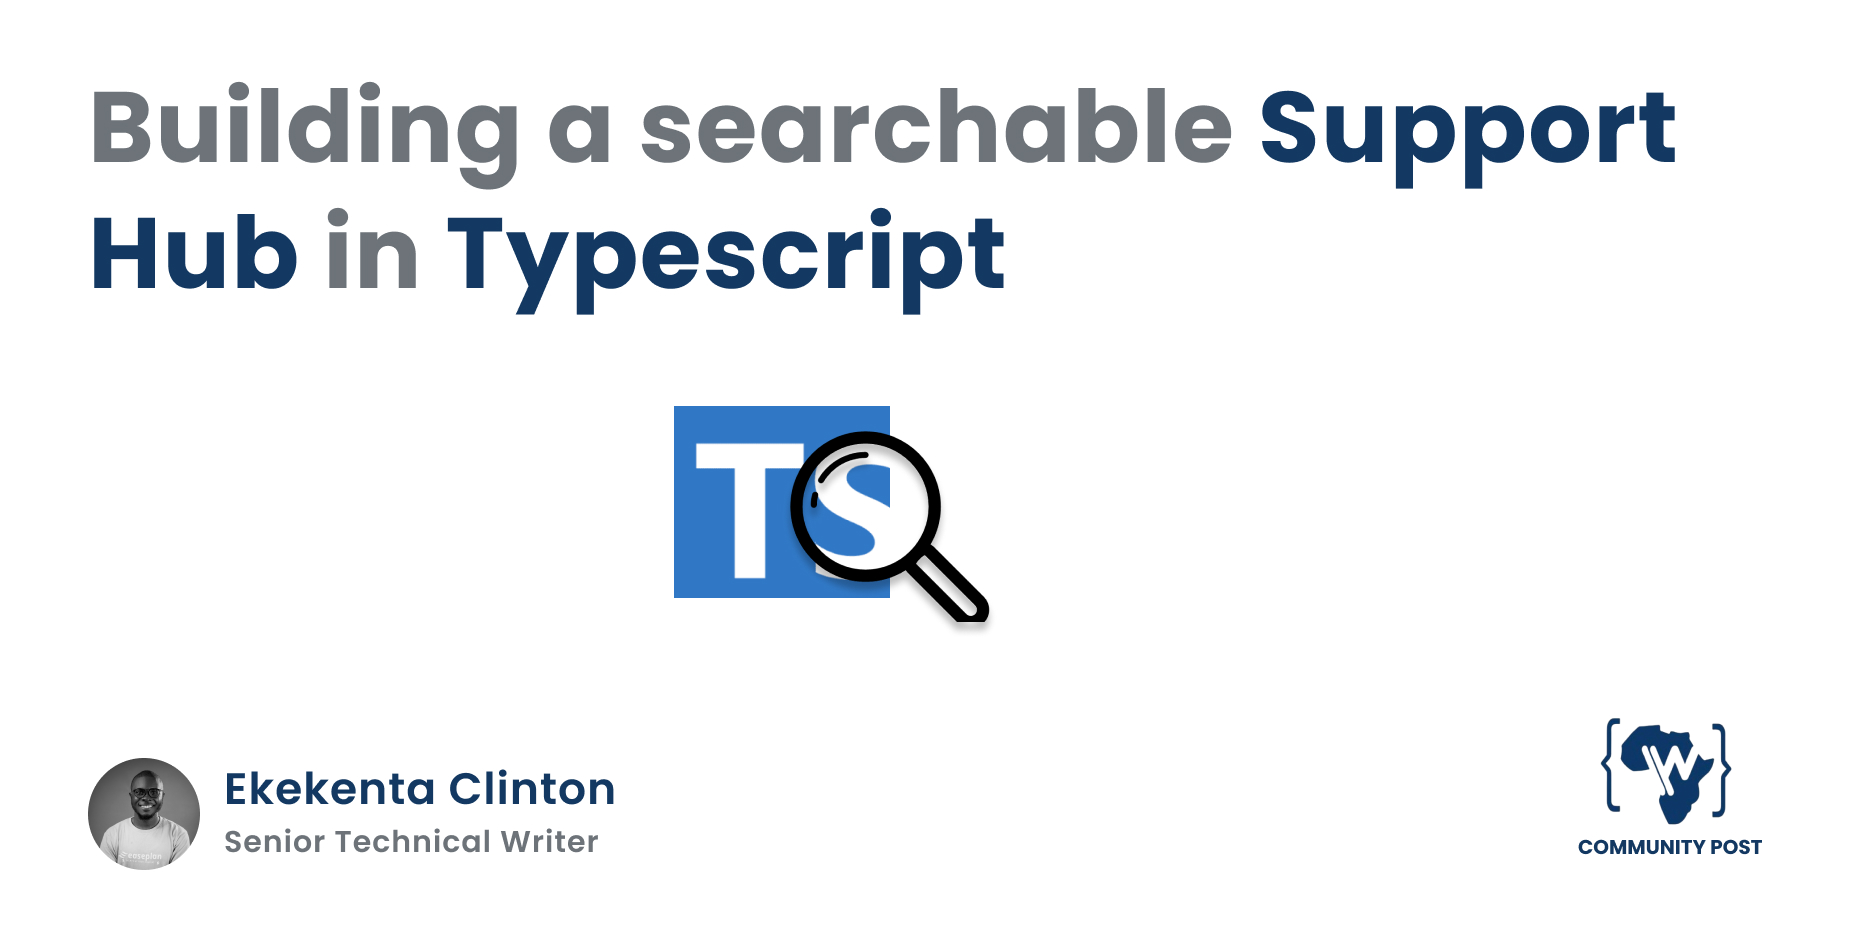 Building a searchable Support
Hub in Typescript
TS
Ekekenta Clinton
Senior Technical Writer
W
COMMUNITY POST